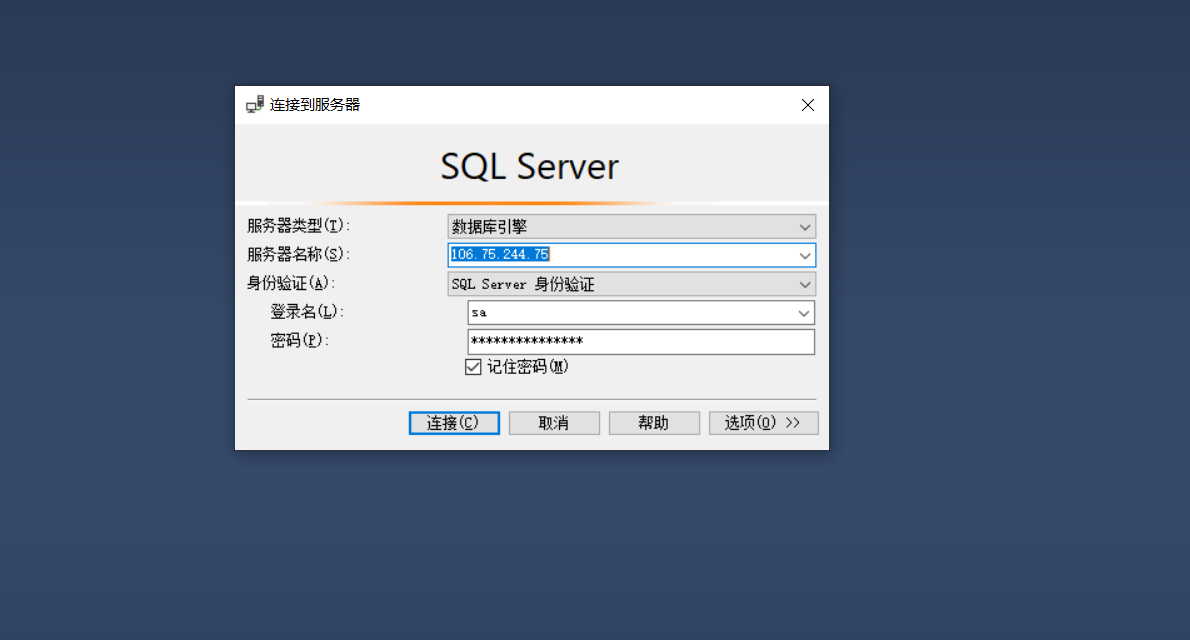 连接到服务器
SQL Server
服务器类型(T): 数据库引擎
服务器名称(S): 106.75.244.75
身份验证(A): SQL Server 身份验证
登录名(L): sa
密码(P): ***************
记住密码(M)
连接(C) 取消 帮助 选项(O) >>